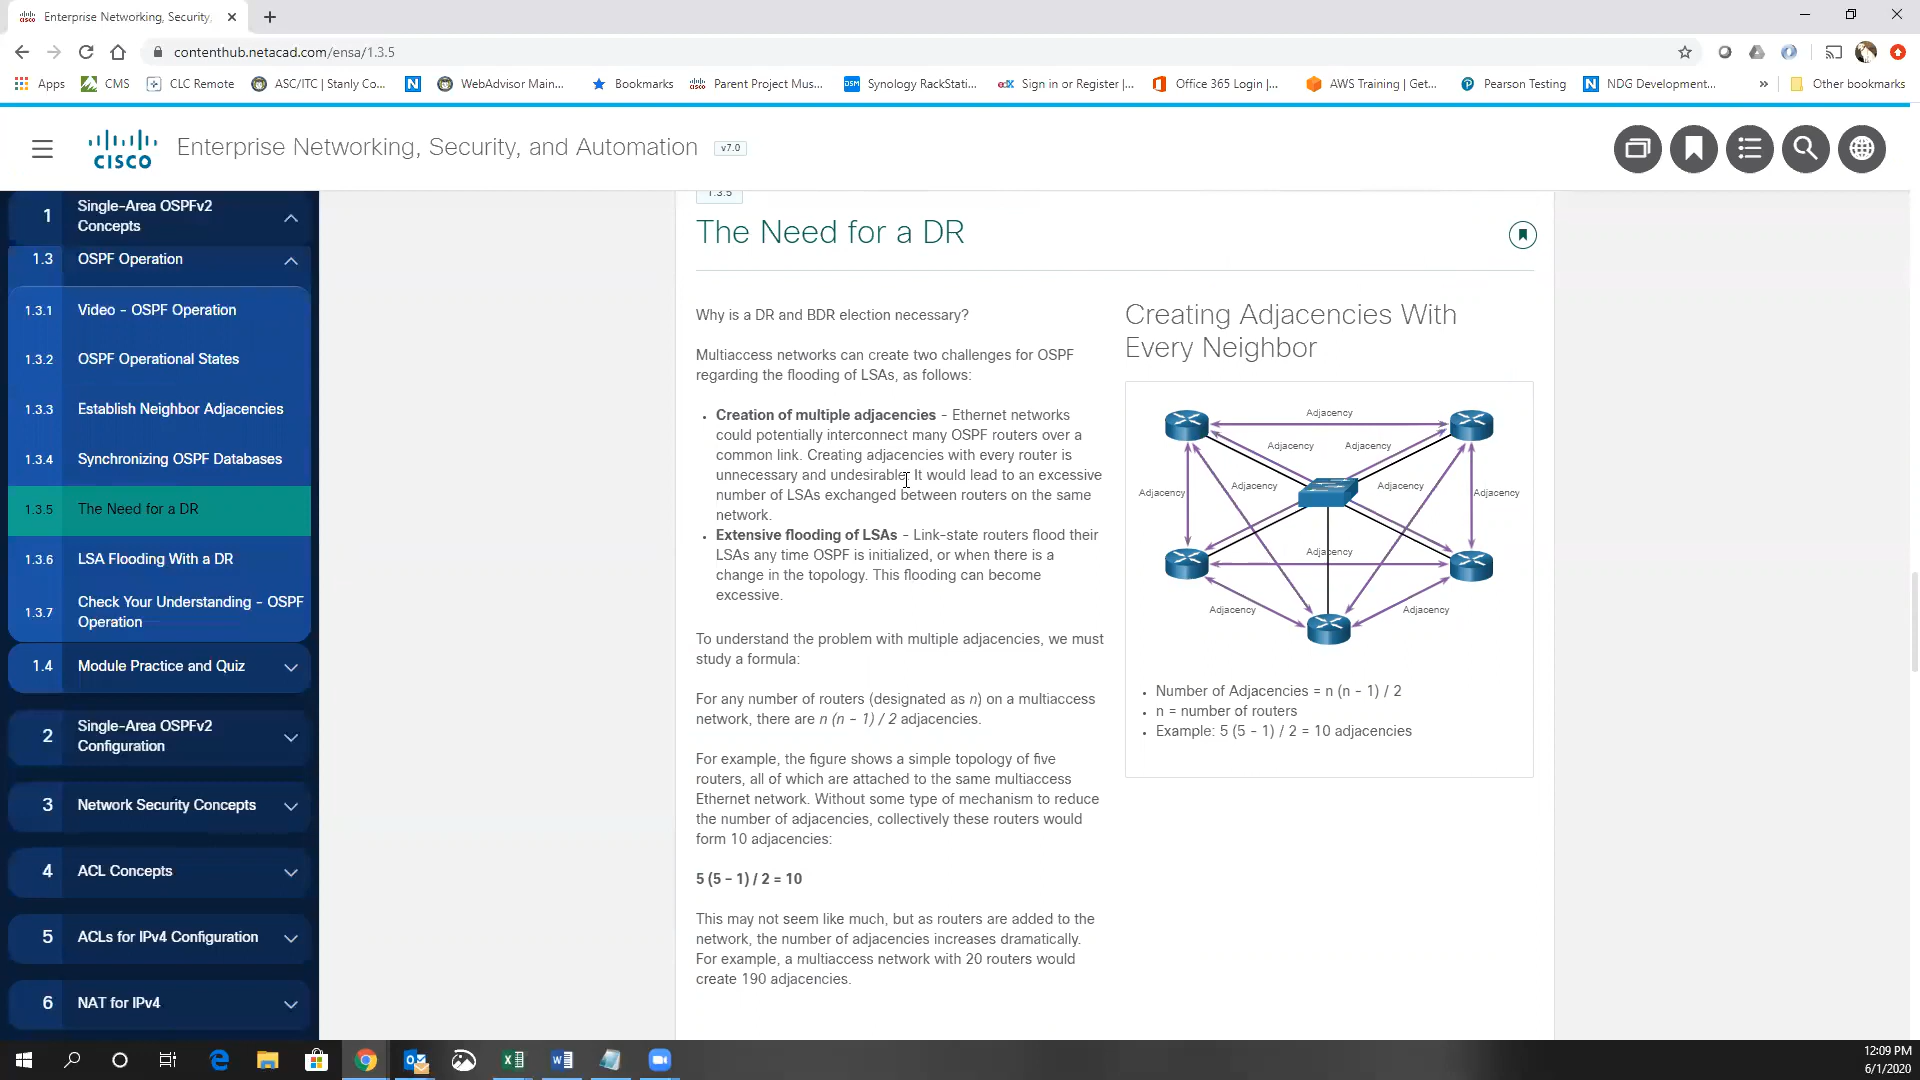 Enterprise Networking, Security,
contenthub.netacad.com/ensa/1.3.5
Apps
CMS
CLC Remote
ASC/ITC | Stanly Co...
WebAdvisor Main...
Bookmarks
Parent Project Mus...
DSM
Synology RackStati...
edX
Sign in or Register |...
Office 365 Login |...
AWS Training | Get...
Pearson Testing
NDG Development...
»
Other bookmarks
CISCO
Enterprise Networking, Security, and Automation
v7.0
1
Single-Area OSPFv2
Concepts
1.3
OSPF Operation
1.3.1
Video - OSPF Operation
1.3.2
OSPF Operational States
1.3.3
Establish Neighbor Adjacencies
1.3.4
Synchronizing OSPF Databases
1.3.5
The Need for a DR
1.3.6
LSA Flooding With a DR
1.3.7
Check Your Understanding - OSPF
Operation
1.4
Module Practice and Quiz
2
Single-Area OSPFv2
Configuration
3
Network Security Concepts
4
ACL Concepts
5
ACLs for IPv4 Configuration
6
NAT for IPv4
1.3.5
The Need for a DR
Why is a DR and BDR election necessary?
Multiaccess networks can create two challenges for OSPF
regarding the flooding of LSAs, as follows:
Creation of multiple adjacencies - Ethernet networks
could potentially interconnect many OSPF routers over a
common link. Creating adjacencies with every router is
unnecessary and undesirable. It would lead to an excessive
number of LSAs exchanged between routers on the same
network.
Extensive flooding of LSAs - Link-state routers flood their
LSAs any time OSPF is initialized, or when there is a
change in the topology. This flooding can become
excessive.
To understand the problem with multiple adjacencies, we must
study a formula:
For any number of routers (designated as n) on a multiaccess
network, there are n (n – 1) / 2 adjacencies.
For example, the figure shows a simple topology of five
routers, all of which are attached to the same multiaccess
Ethernet network. Without some type of mechanism to reduce
the number of adjacencies, collectively these routers would
form 10 adjacencies:
5 (5 – 1) / 2 = 10
This may not seem like much, but as routers are added to the
network, the number of adjacencies increases dramatically.
For example, a multiaccess network with 20 routers would
create 190 adjacencies.
Creating Adjacencies With
Every Neighbor
Adjacency
Adjacency
Adjacency
Adjacency
Adjacency
Adjacency
Adjacency
Adjacency
Adjacency
Adjacency
Number of Adjacencies = n (n - 1) / 2
n = number of routers
Example: 5 (5 - 1) / 2 = 10 adjacencies
12:09 PM
6/1/2020